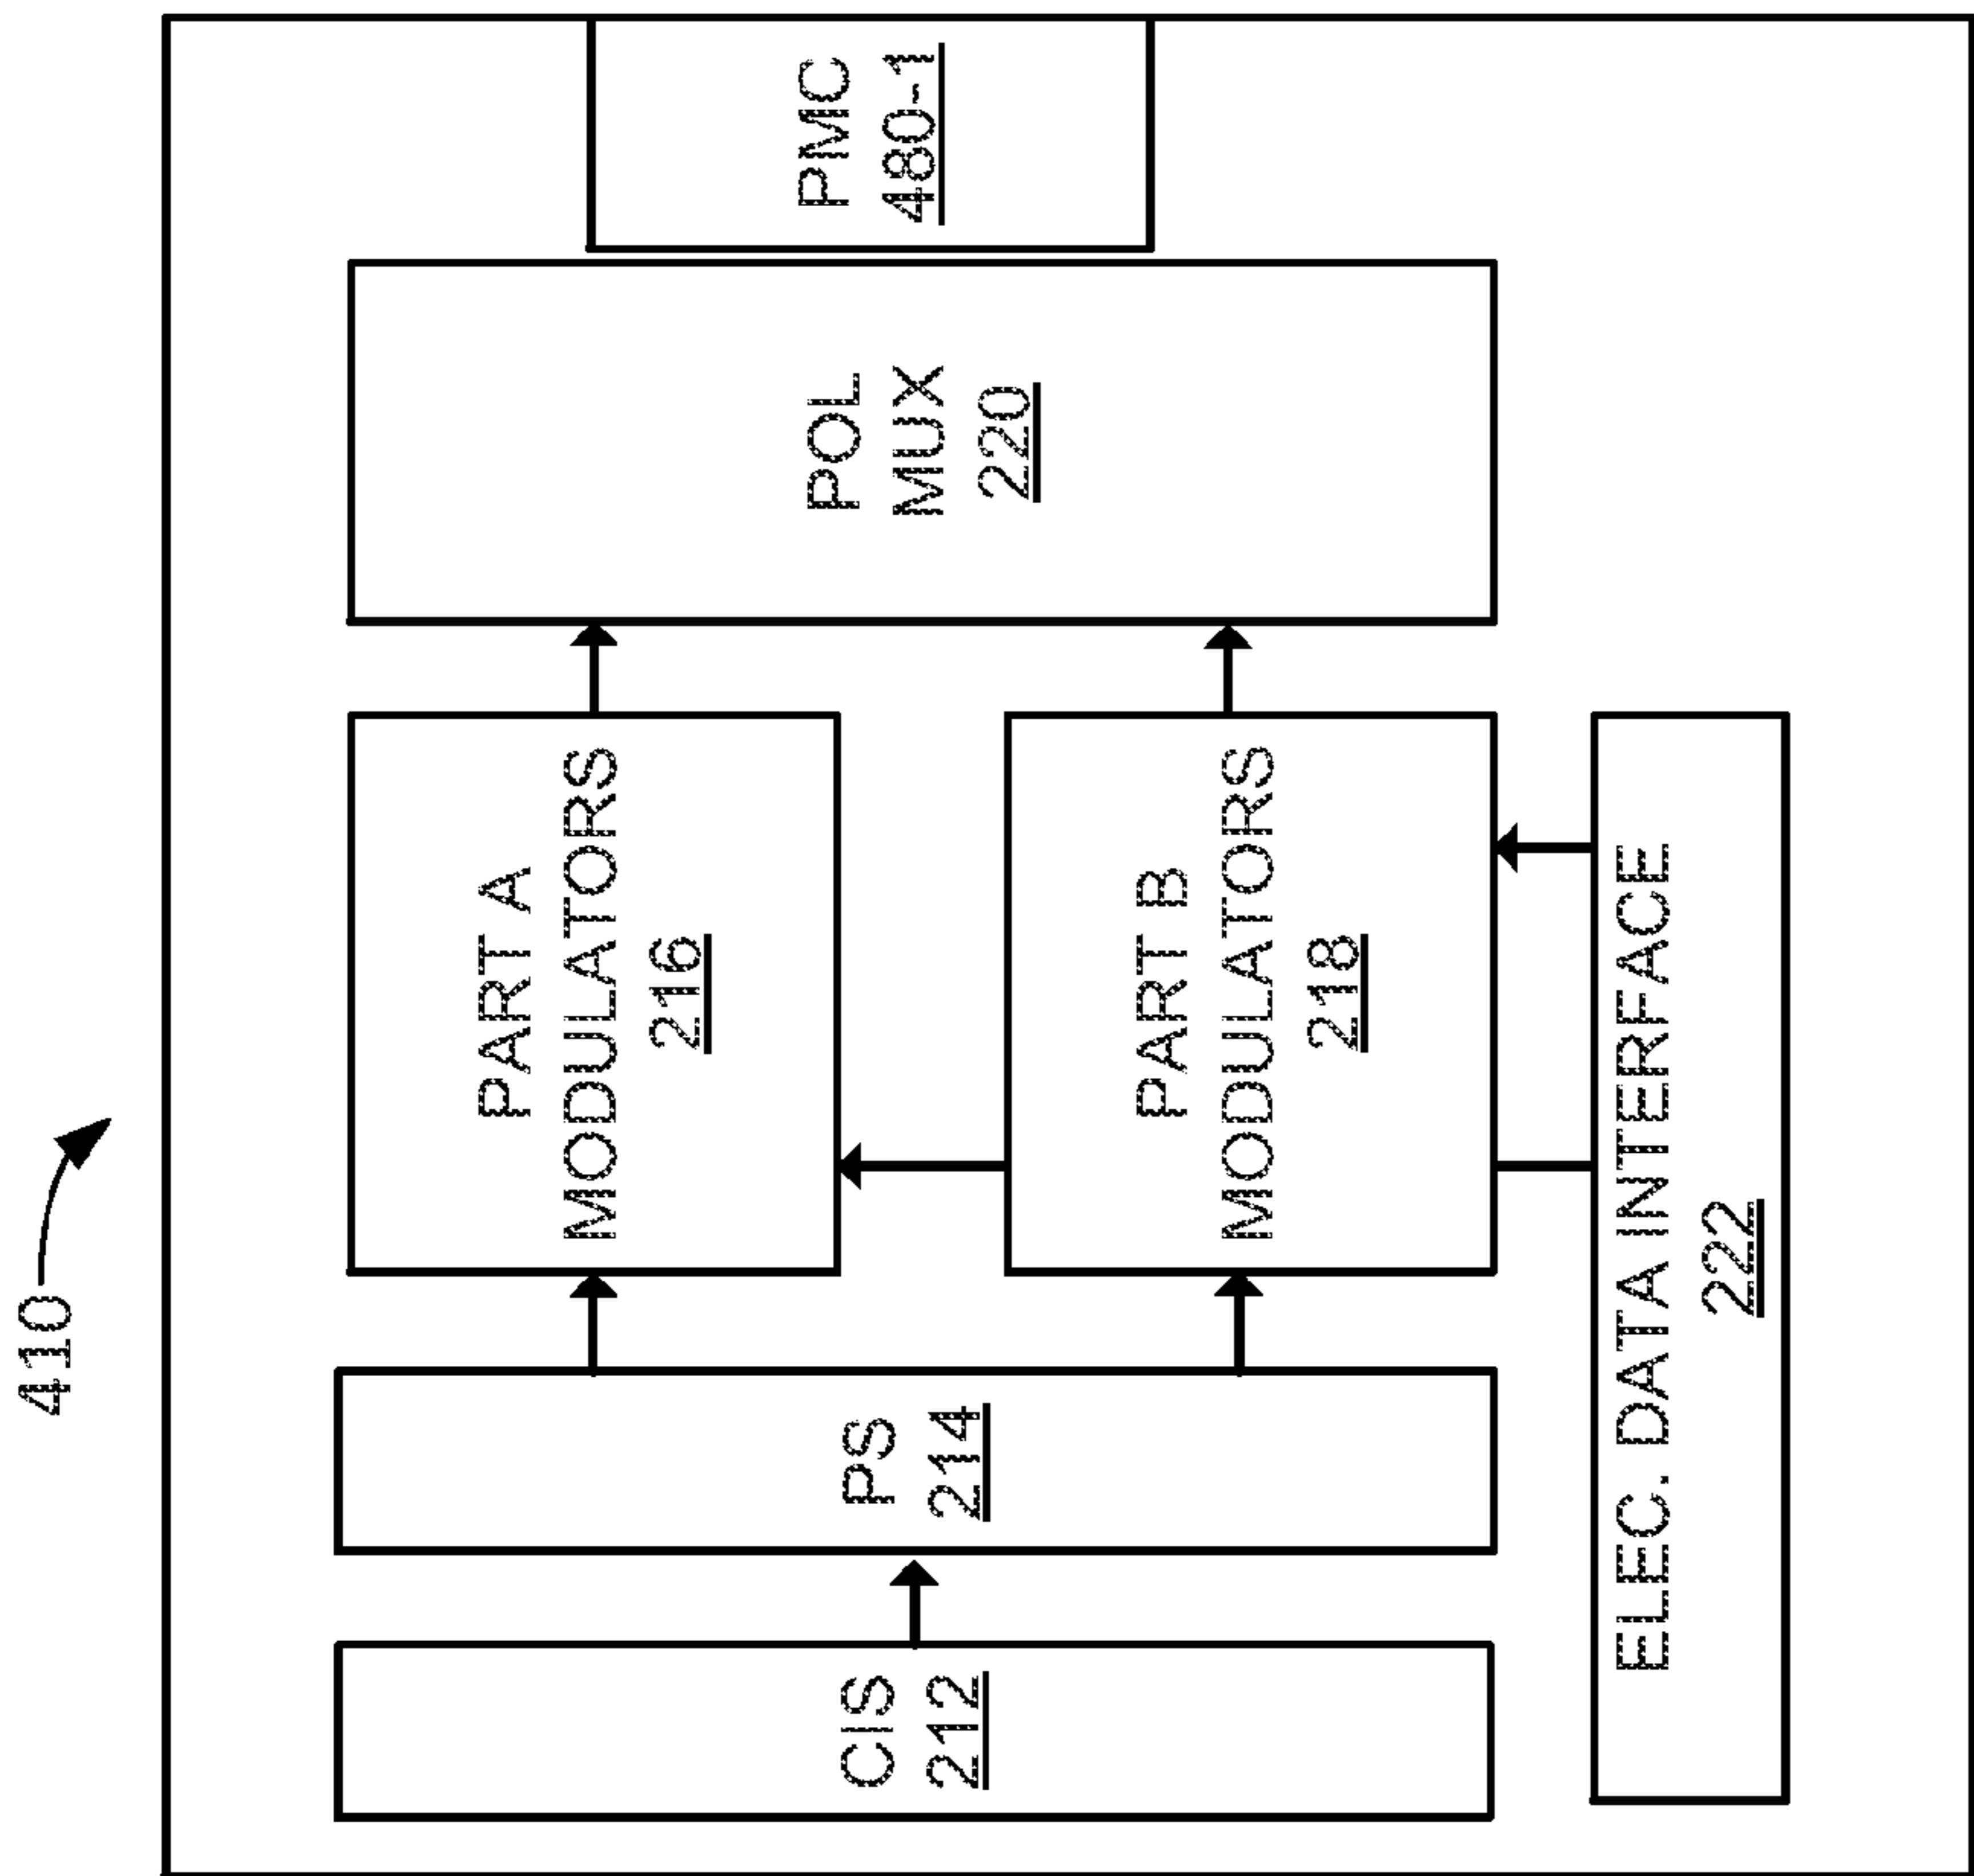 410
CIS
212
PS
214
PART A
MODULATORS
216
PART B
MODULATORS
218
POL
MUX
220
PMC
480-1
ELEC. DATA INTERFACE
222